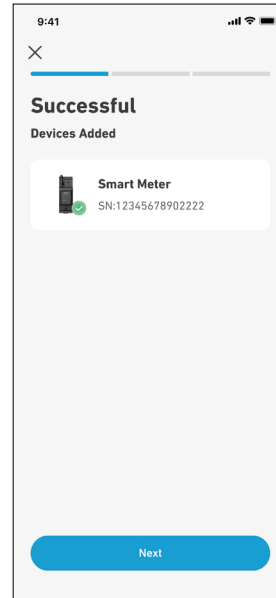 9:41
Successful
Devices Added
Smart Meter
SN:12345678902222
Next